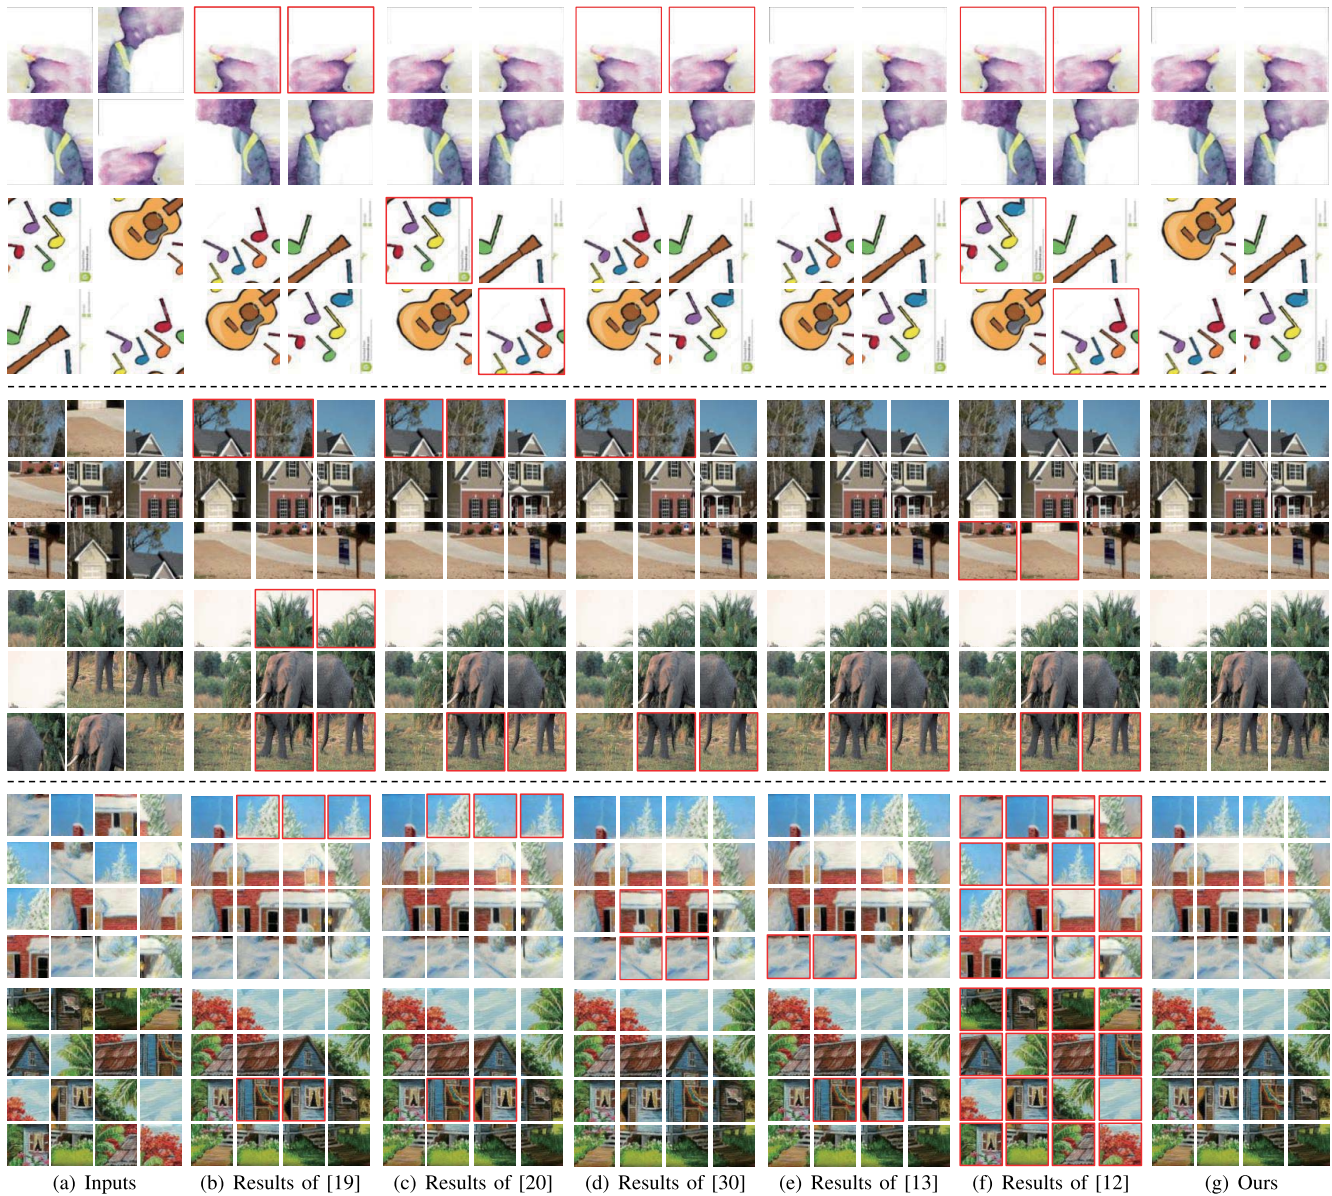 (a) Inputs
(b) Results of [19]
(c) Results of [20]
(d) Results of [30]
(e) Results of [13]
(f) Results of [12]
(g) Ours